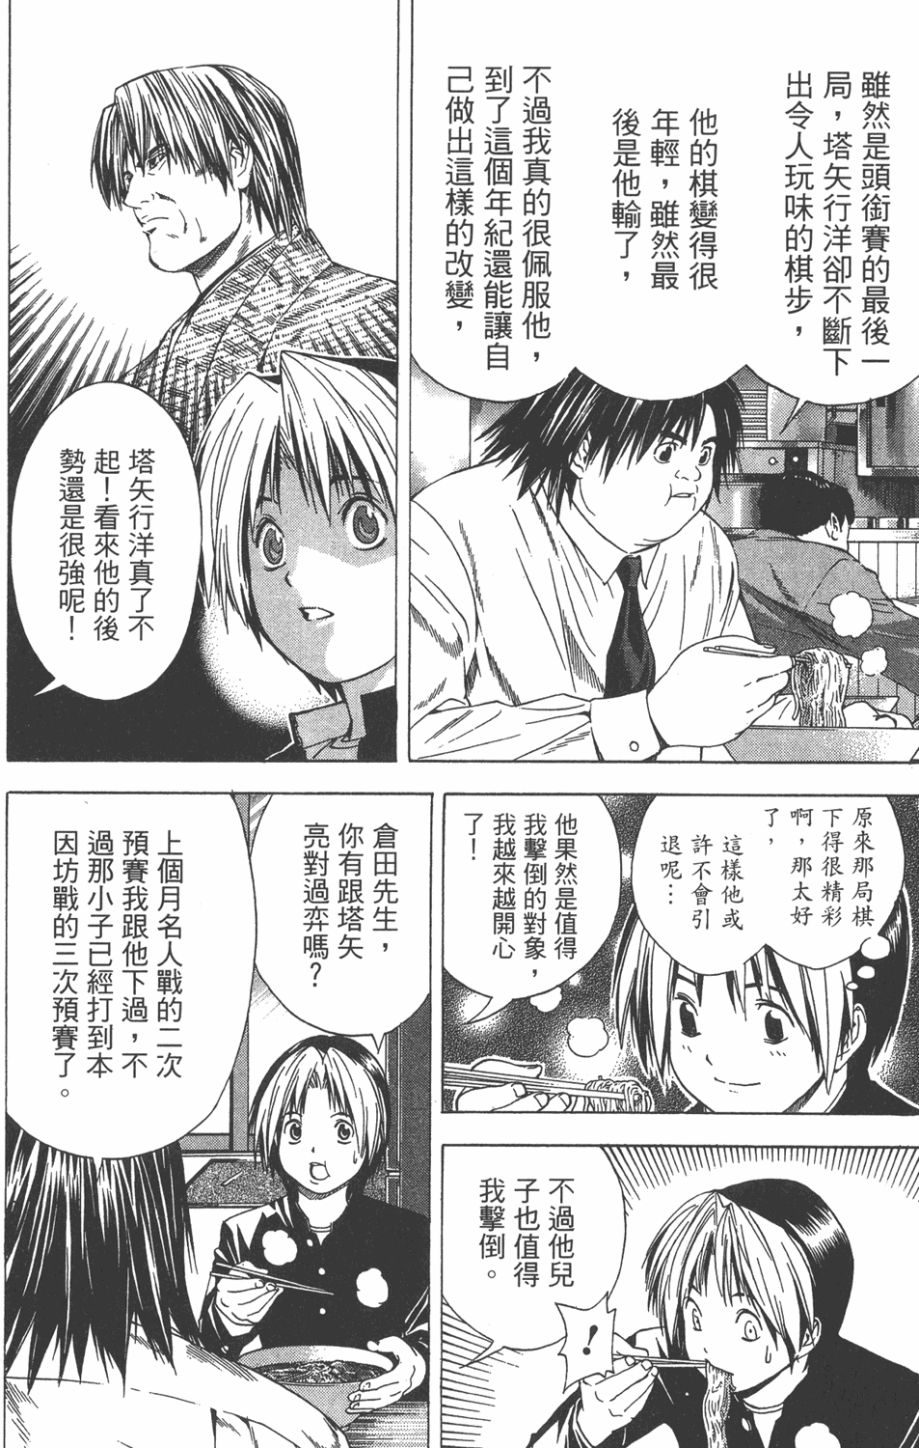 雖然是頭銜賽的最後一
局，塔矢行洋卻不斷下
出令人玩味的棋步，
他的棋變得很
年輕，雖然最
後是他輸了，
不過我真的很佩服他，
到了這個年紀還能讓自
己做出這樣的改變，
塔矢行洋真了不
起！看來他的後
勢還是很強呢！
原來那局棋
下得很精彩
啊，那太好
了，
這樣他或
許不會引
退呢…
他果然是值得
我擊倒的對象，
我越來越開心
了！
不過他兒
子也值得
我擊倒。
！
倉田先生，
你有跟塔矢
亮對過弈嗎？
上個月名人戰的二次
預賽我跟他下過，不
過那小子已經打到本
因坊戰的三次預賽了。